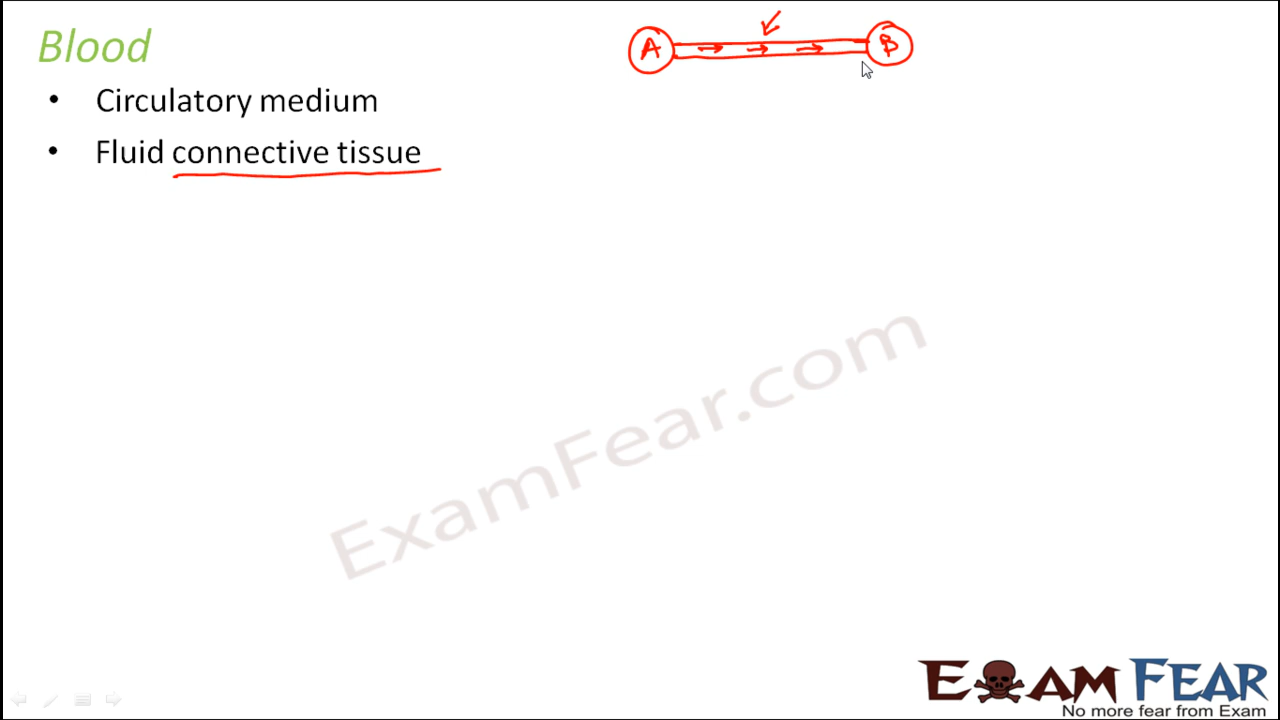 Blood
A B
• Circulatory medium
• Fluid connective tissue
ExamFear.com
EXAM FEAR
No more fear from Exam